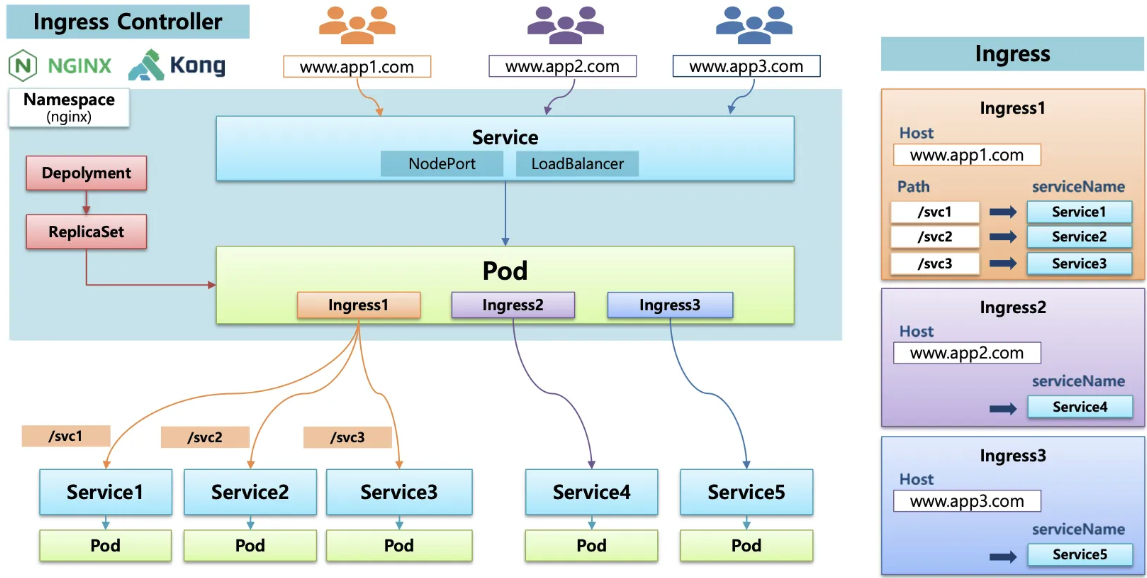 Ingress Controller
NGINX
Kong
www.app1.com
www.app2.com
www.app3.com
Namespace
(nginx)
Service
NodePort
LoadBalancer
Depolyment
ReplicaSet
Pod
Ingress1
Ingress2
Ingress3
/svc1
/svc2
/svc3
Service1
Service2
Service3
Service4
Service5
Pod
Pod
Pod
Pod
Pod
Ingress
Ingress1
Host
www.app1.com
Path
serviceName
/svc1
Service1
/svc2
Service2
/svc3
Service3
Ingress2
Host
www.app2.com
serviceName
Service4
Ingress3
Host
www.app3.com
serviceName
Service5